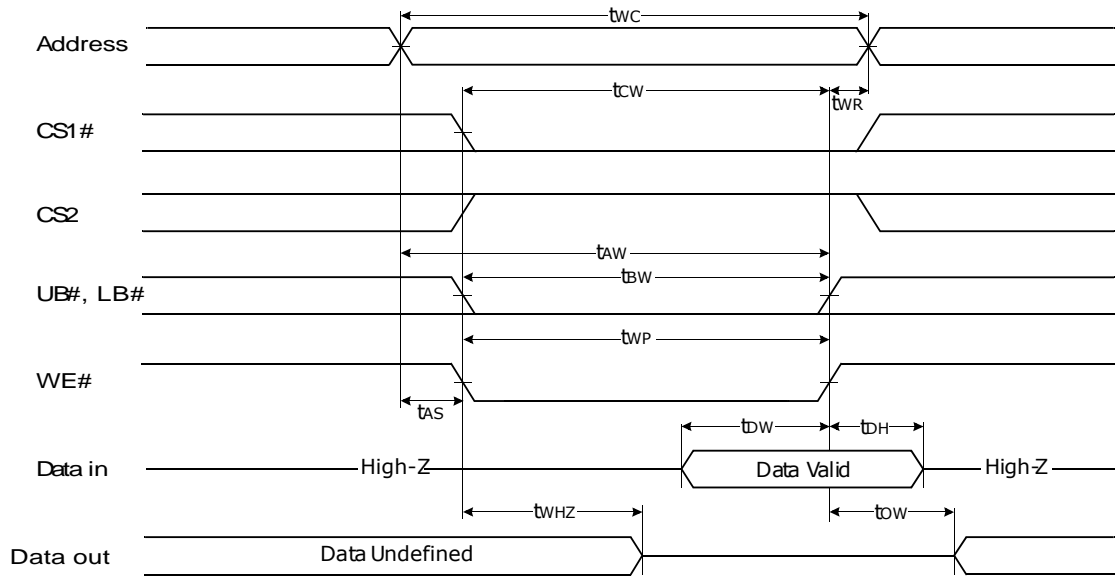 tWC
Address
tCW
tWR
CS1#
CS2
tAW
tBW
UB#, LB#
tWP
WE#
tAS
tDW
tDH
Data in
High-Z
Data Valid
High-Z
tWHZ
tOW
Data out
Data Undefined